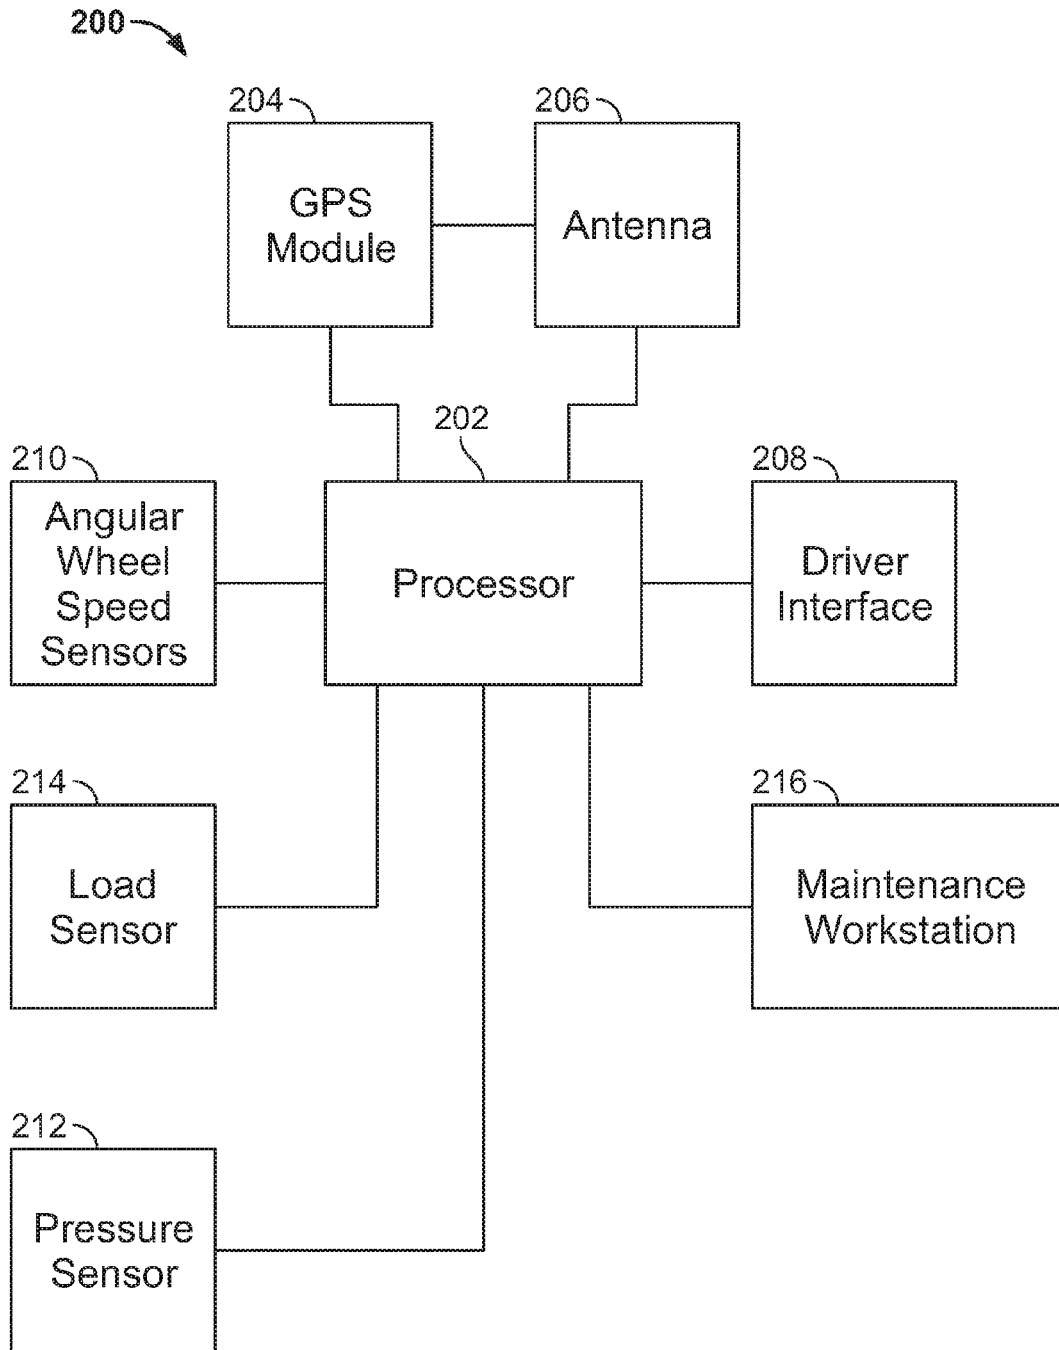 200
204
206
GPS
Module
Antenna
202
210
208
Angular
Wheel
Speed
Sensors
Processor
Driver
Interface
214
216
Load
Sensor
Maintenance
Workstation
212
Pressure
Sensor